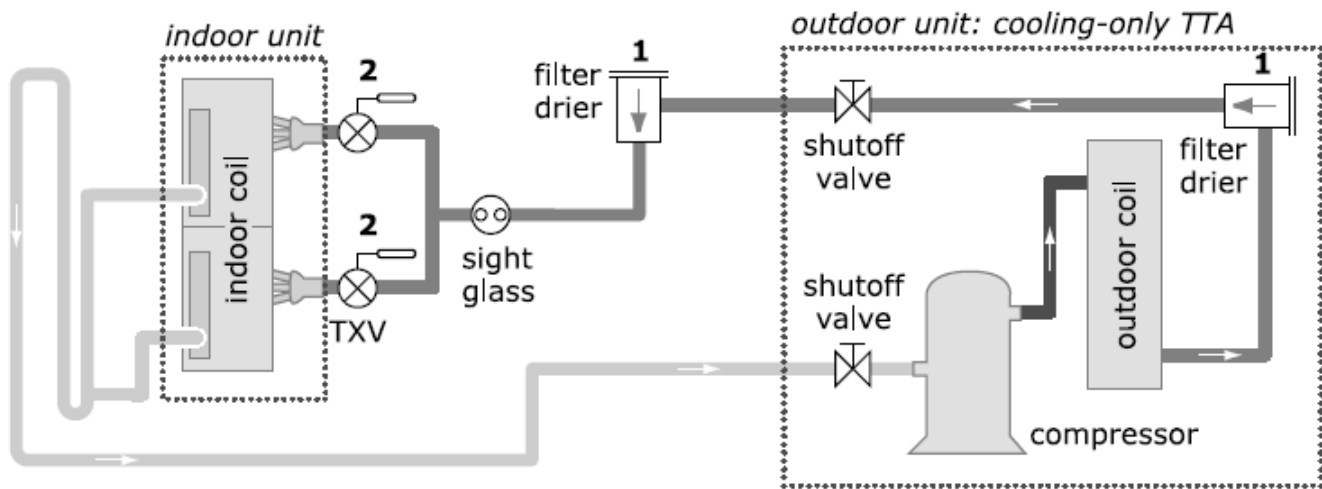 indoor unit
outdoor unit: cooling-only TTA
1
filter
drier
2
indoor coil
2
TXV
sight
glass
shutoff
valve
1
filter
drier
outdoor coil
shutoff
valve
compressor